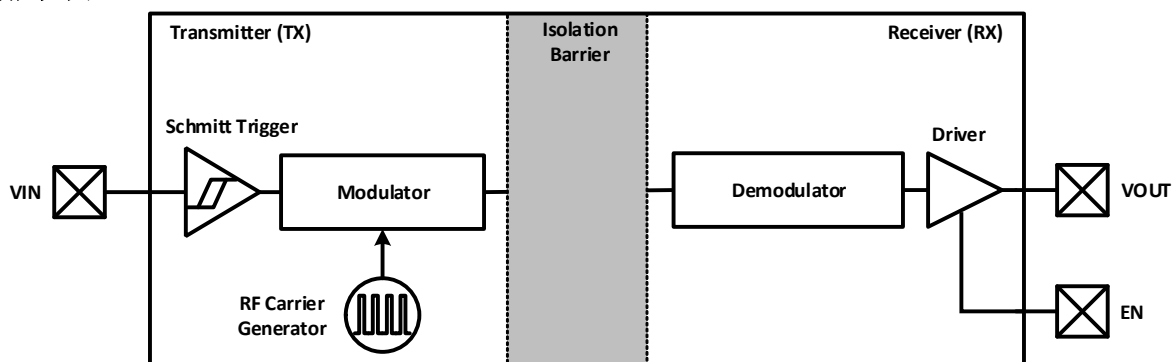 Transmitter (TX)
Isolation
Barrier
Receiver (RX)
Schmitt Trigger
Driver
VIN
Modulator
Demodulator
VOUT
RF Carrier
Generator
EN